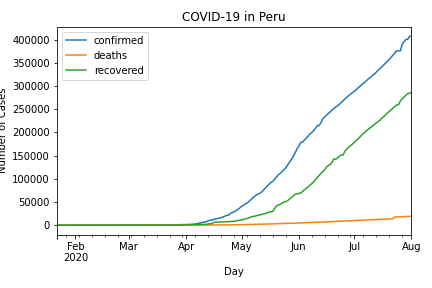 COVID-19 in Peru
confirmed
deaths
recovered
400000
350000
300000
250000
200000
150000
100000
50000
0
Number of Cases
Feb Mar Apr May Jun Jul Aug
2020
Day